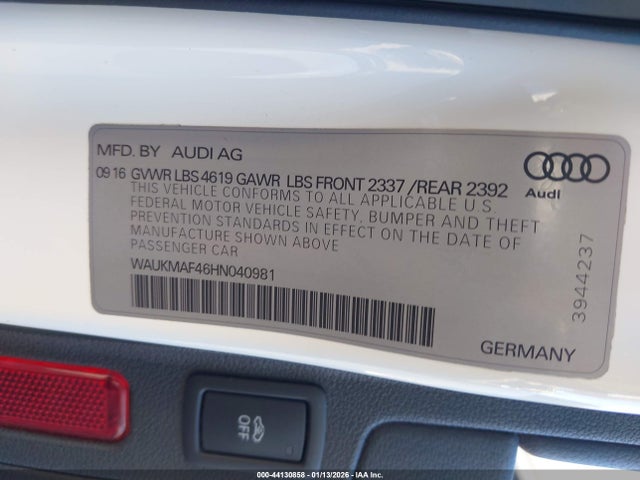 MFD. BY AUDI AG
09 16 GVWR LBS 4619 GAWR LBS FRONT 2337 /REAR 2392
THIS VEHICLE CONFORMS TO ALL APPLICABLE U.S.
FEDERAL MOTOR VEHICLE SAFETY, BUMPER AND THEFT
PREVENTION STANDARDS IN EFFECT ON THE DATE OF
MANUFACTURE SHOWN ABOVE
PASSENGER CAR
WAUKMAF46HN040981
Audi
3944237
GERMANY
OFF
000-44130858 - 01/13/2026 - IAA Inc.